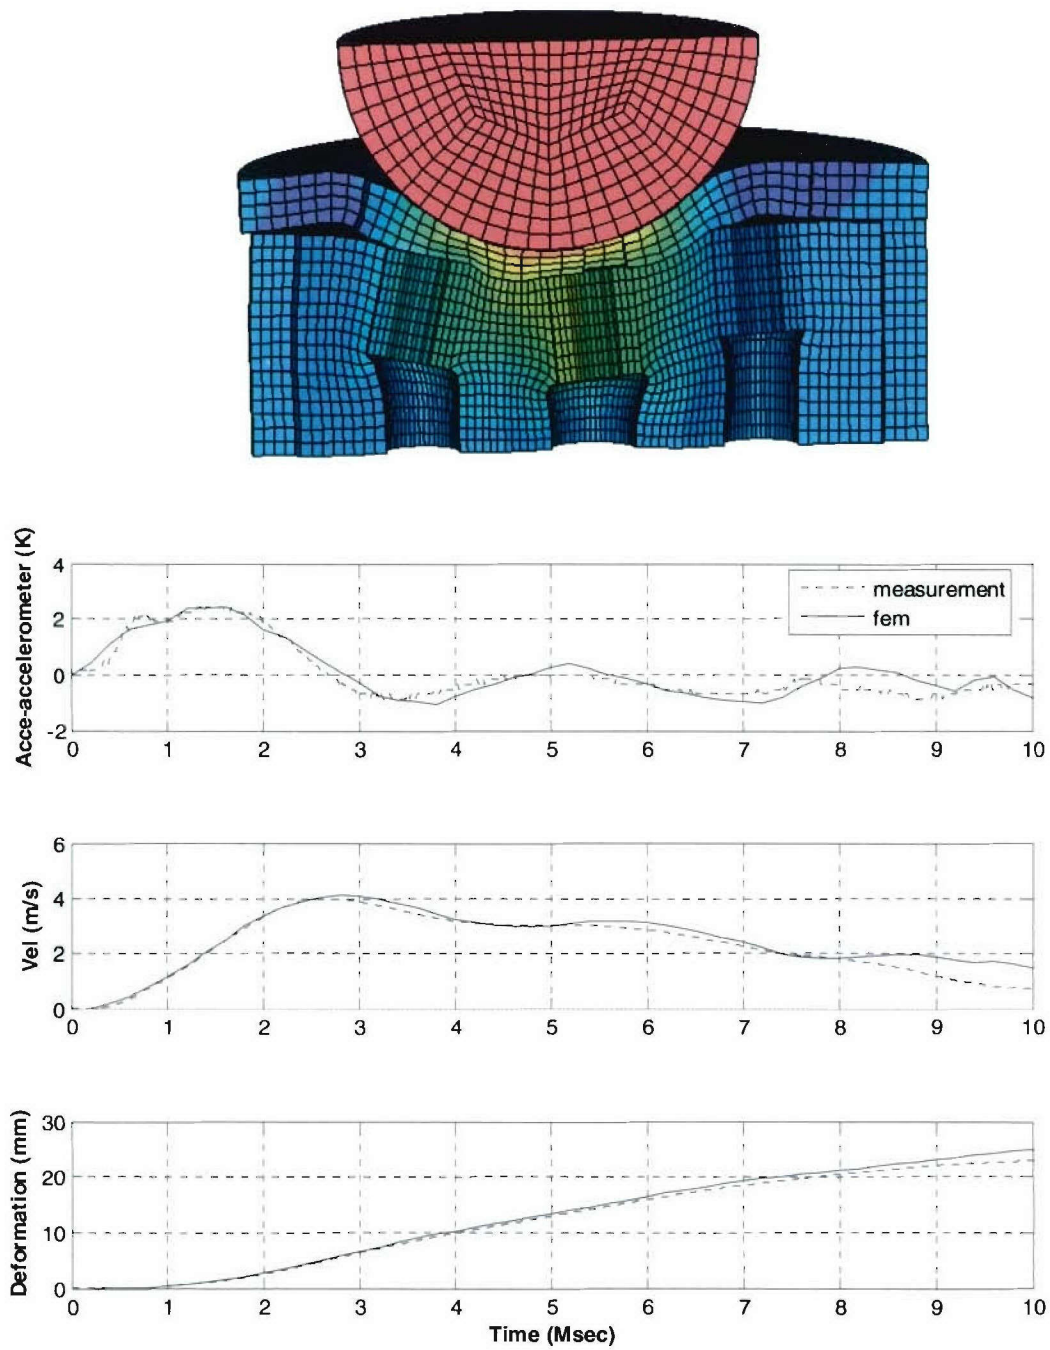 Acce-accelerometer (K)
4
2
0
-2
measurement
fem
0 1 2 3 4 5 6 7 8 9 10
Vel (m/s)
6
4
2
0
0 1 2 3 4 5 6 7 8 9 10
Deformation (mm)
30
20
10
0
0 1 2 3 4 5 6 7 8 9 10
Time (Msec)